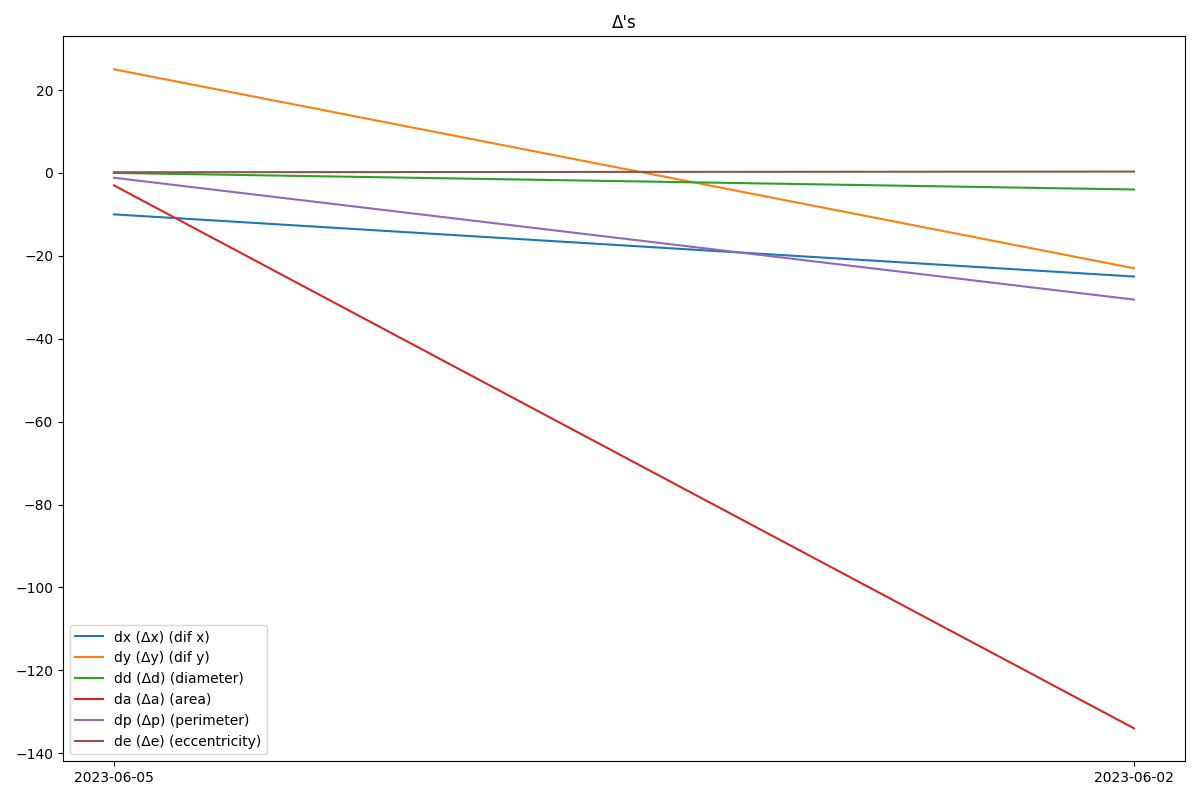 Δ's
20
0
−20
−40
−60
−80
−100
−120
−140
dx (Δx) (dif x)
dy (Δy) (dif y)
dd (Δd) (diameter)
da (Δa) (area)
dp (Δp) (perimeter)
de (Δe) (eccentricity)
2023-06-05 2023-06-02